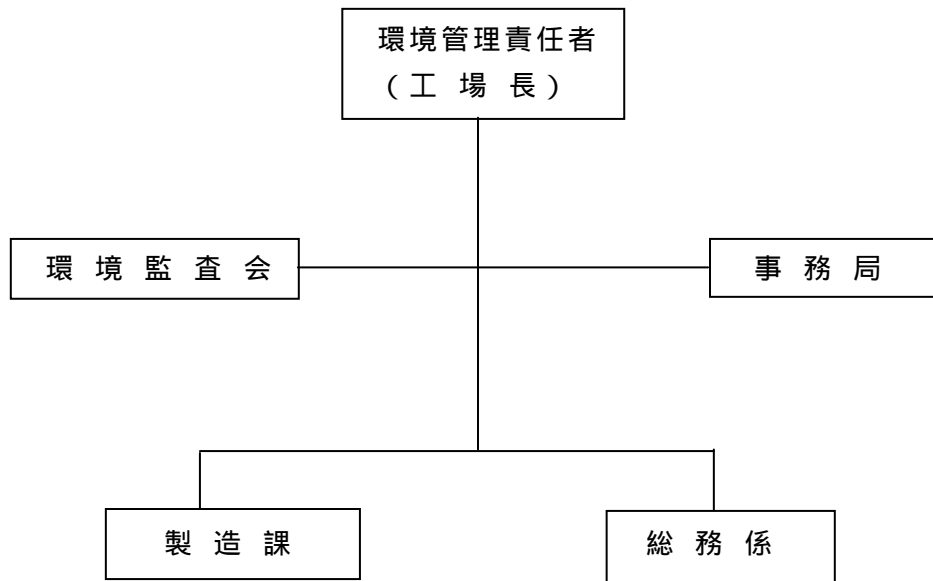 環境管理責任者
(工 場 長)
環 境 監 査 会
事 務 局
製 造 課
総 務 係